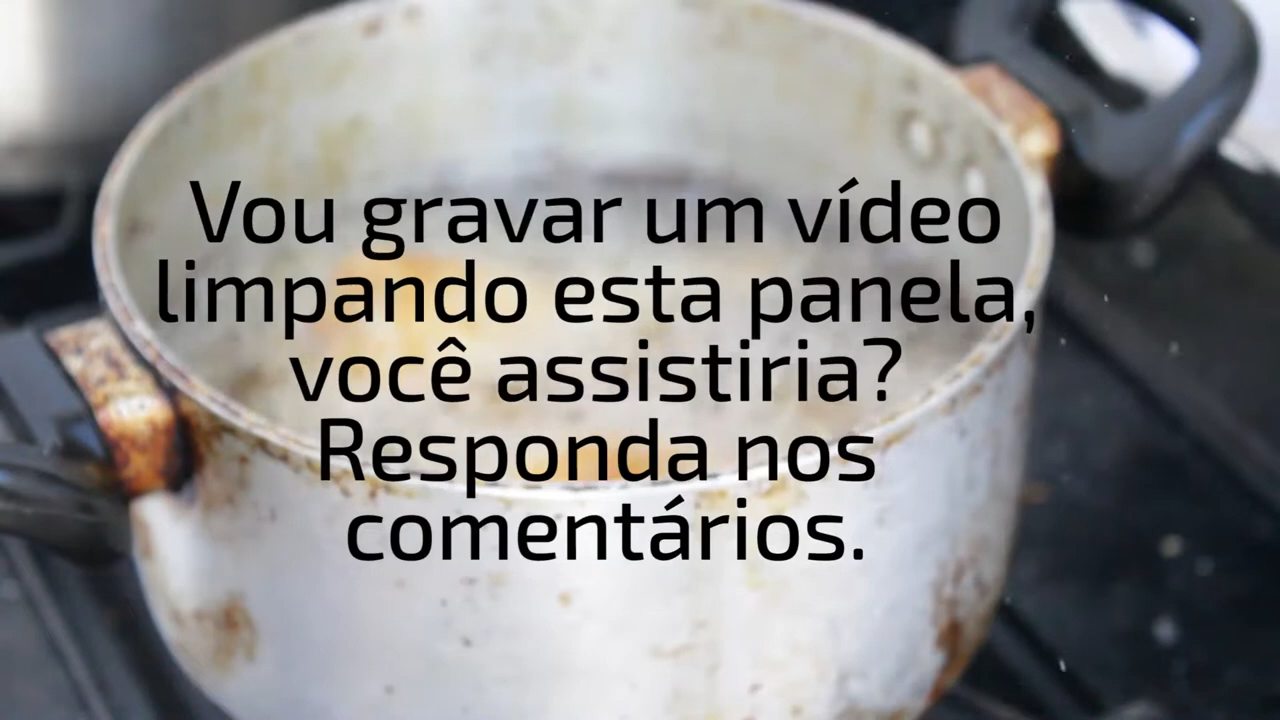 Vou gravar um vídeo
limpando esta panela,
você assistiria?
Responda nos
comentários.